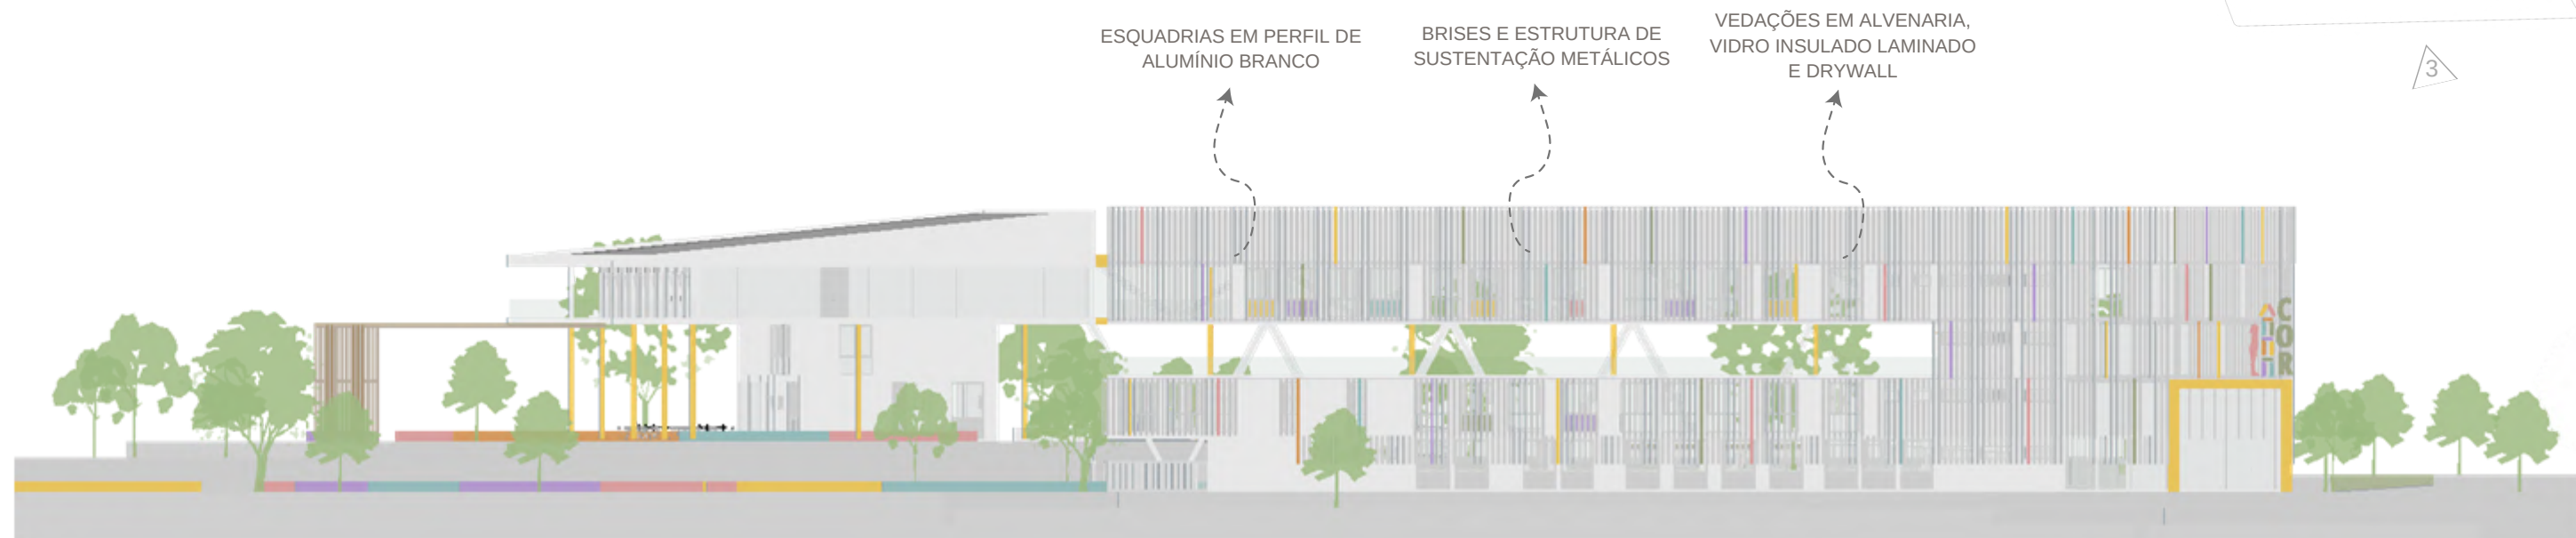 ESQUADRIAS EM PERFIL DE
ALUMÍNIO BRANCO
BRISES E ESTRUTURA DE
SUSTENTAÇÃO METÁLICOS
VEDAÇÕES EM ALVENARIA,
VIDRO INSULADO LAMINADO
E DRYWALL
3
COR